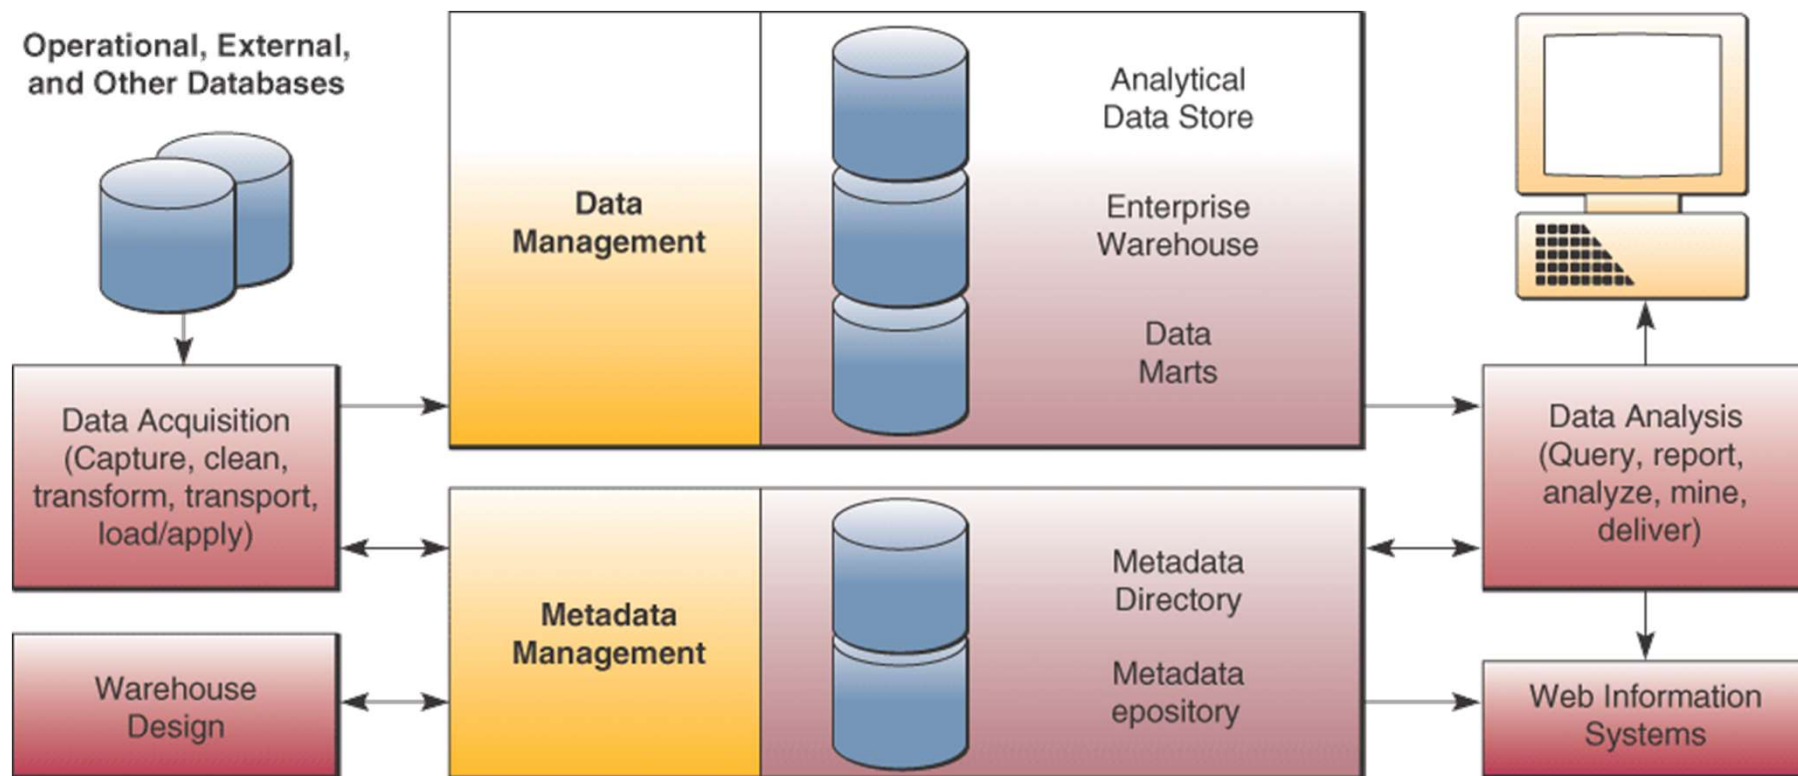 Operational, External,
and Other Databases
Data Acquisition
(Capture, clean,
transform, transport,
load/apply)
Warehouse
Design
Data
Management
Analytical
Data Store
Enterprise
Warehouse
Data
Marts
Metadata
Management
Metadata
Directory
Metadata
epository
Data Analysis
(Query, report,
analyze, mine,
deliver)
Web Information
Systems